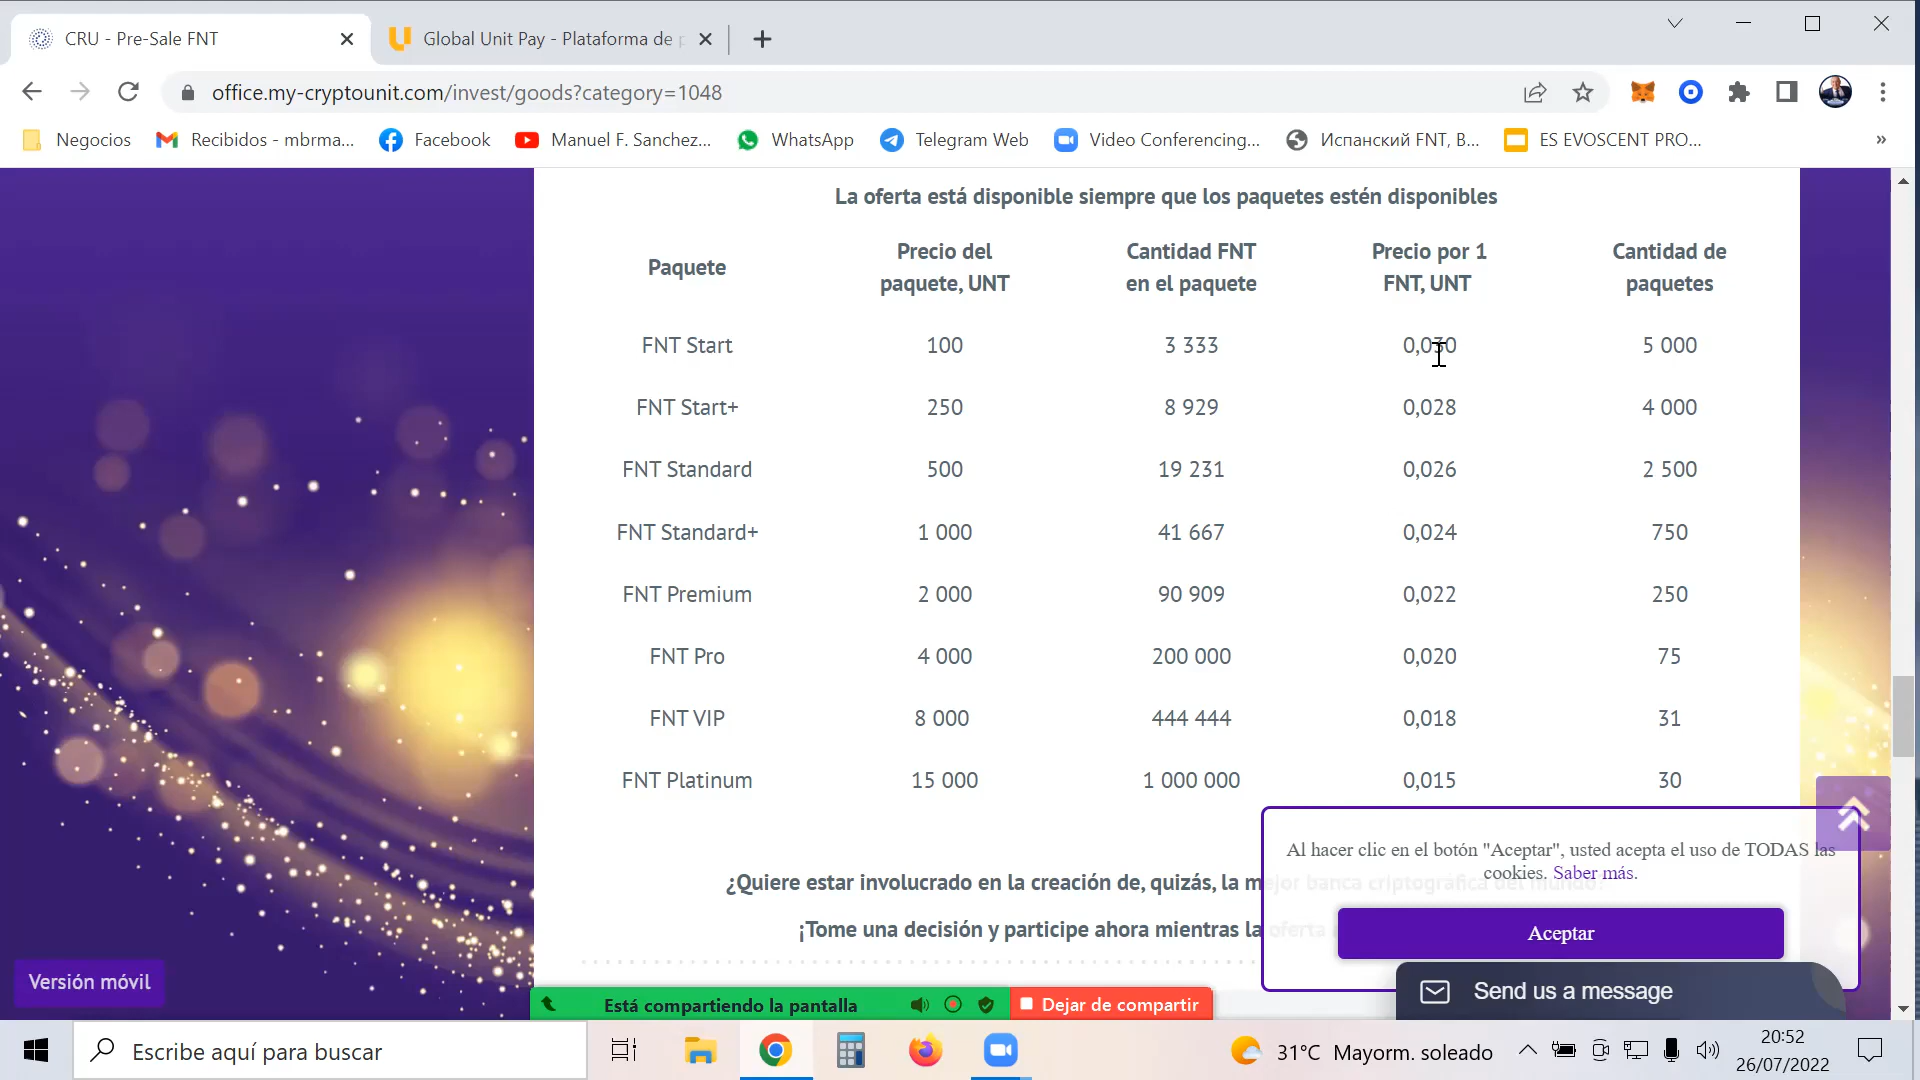 CRU - Pre-Sale FNT
Global Unit Pay - Plataforma de p
office.my-cryptounit.com/invest/goods?category=1048
Negocios
Recibidos - mbrma...
Facebook
Manuel F. Sanchez...
WhatsApp
Telegram Web
Video Conferencing...
Испанский FNT, B...
ES EVOSCENT PRO...
»
La oferta está disponible siempre que los paquetes estén disponibles
Paquete
Precio del paquete, UNT
Cantidad FNT en el paquete
Precio por 1 FNT, UNT
Cantidad de paquetes
FNT Start 100 3 333 0,030 5 000
FNT Start+ 250 8 929 0,028 4 000
FNT Standard 500 19 231 0,026 2 500
FNT Standard+ 1 000 41 667 0,024 750
FNT Premium 2 000 90 909 0,022 250
FNT Pro 4 000 200 000 0,020 75
FNT VIP 8 000 444 444 0,018 31
FNT Platinum 15 000 1 000 000 0,015 30
¿Quiere estar involucrado en la creación de, quizás, la mejor banca criptográfica del mundo?
¡Tome una decisión y participe ahora mientras la oferta
Al hacer clic en el botón "Aceptar", usted acepta el uso de TODAS las
cookies. Saber más.
Aceptar
Send us a message
Versión móvil
Está compartiendo la pantalla
Dejar de compartir
Escribe aquí para buscar
31°C Mayorm. soleado
20:52
26/07/2022